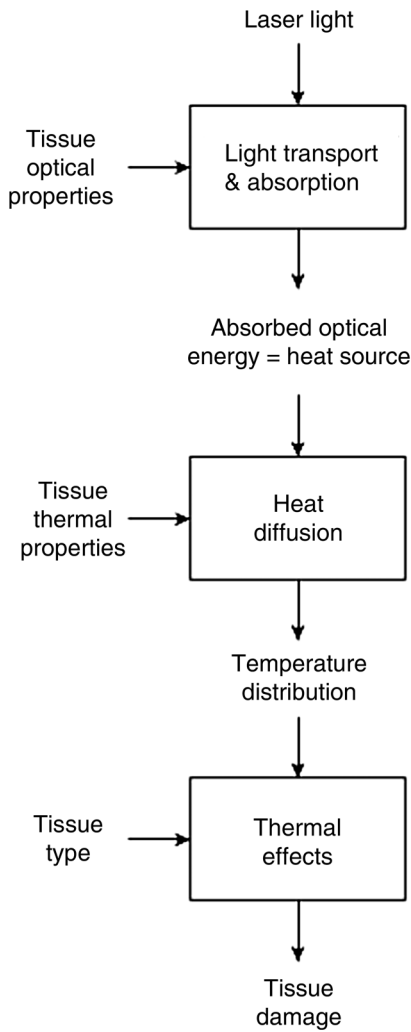 Laser light
Tissue
optical
properties
Light transport
& absorption
Absorbed optical
energy = heat source
Tissue
thermal
properties
Heat
diffusion
Temperature
distribution
Tissue
type
Thermal
effects
Tissue
damage